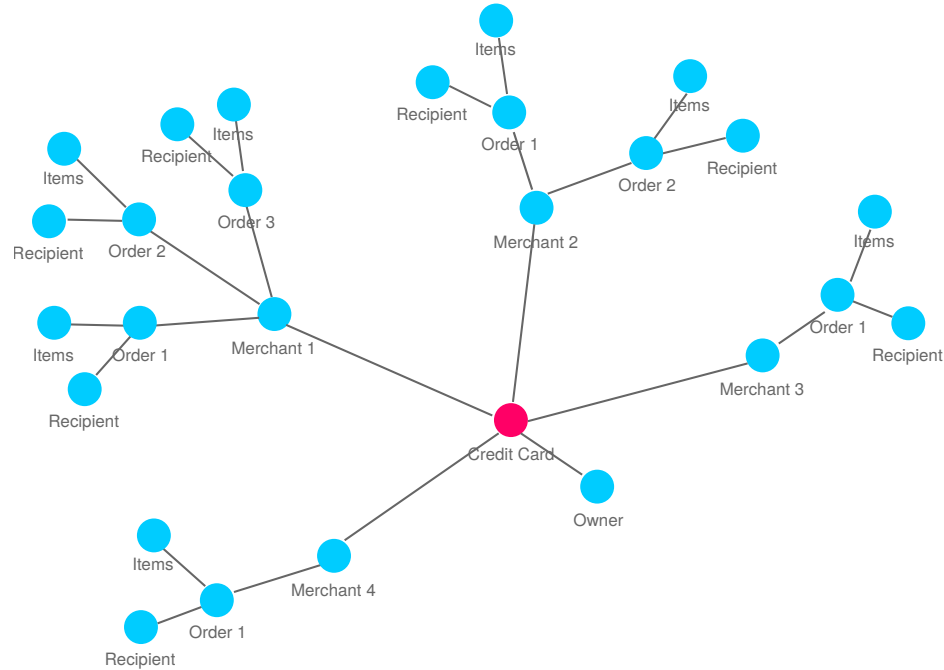 Items
Recipient
Order 1
Items
Recipient
Order 2
Merchant 2
Items
Recipient
Order 3
Items
Recipient
Order 2
Items
Recipient
Order 1
Merchant 1
Items
Recipient
Order 1
Merchant 3
Credit Card
Owner
Items
Recipient
Order 1
Merchant 4